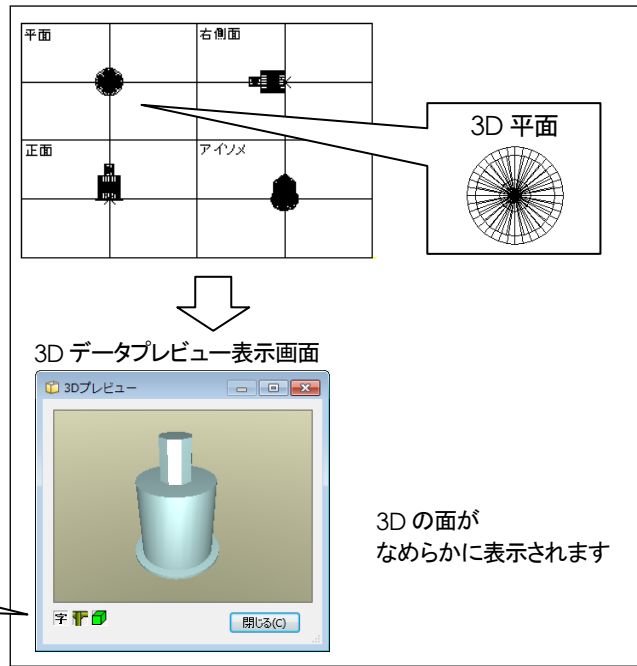 平面
右側面
正面
アイソメ
3D 平面
3D データプレビュー表示画面
3Dプレビュー
3D の面が
なめらかに表示されます
字
閉じる(C)